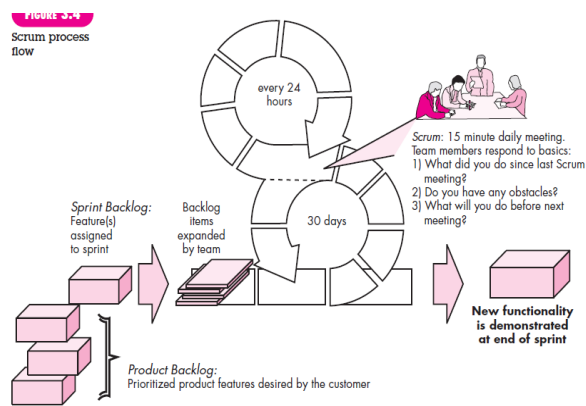 FIGURE 3.4
Scrum process
flow
every 24
hours
Scrum: 15 minute daily meeting.
Team members respond to basics:
1) What did you do since last Scrum
meeting?
2) Do you have any obstacles?
3) What will you do before next
meeting?
Sprint Backlog:
Feature(s)
assigned
to sprint
Backlog
items
expanded
by team
30 days
New functionality
is demonstrated
at end of sprint
Product Backlog:
Prioritized product features desired by the customer